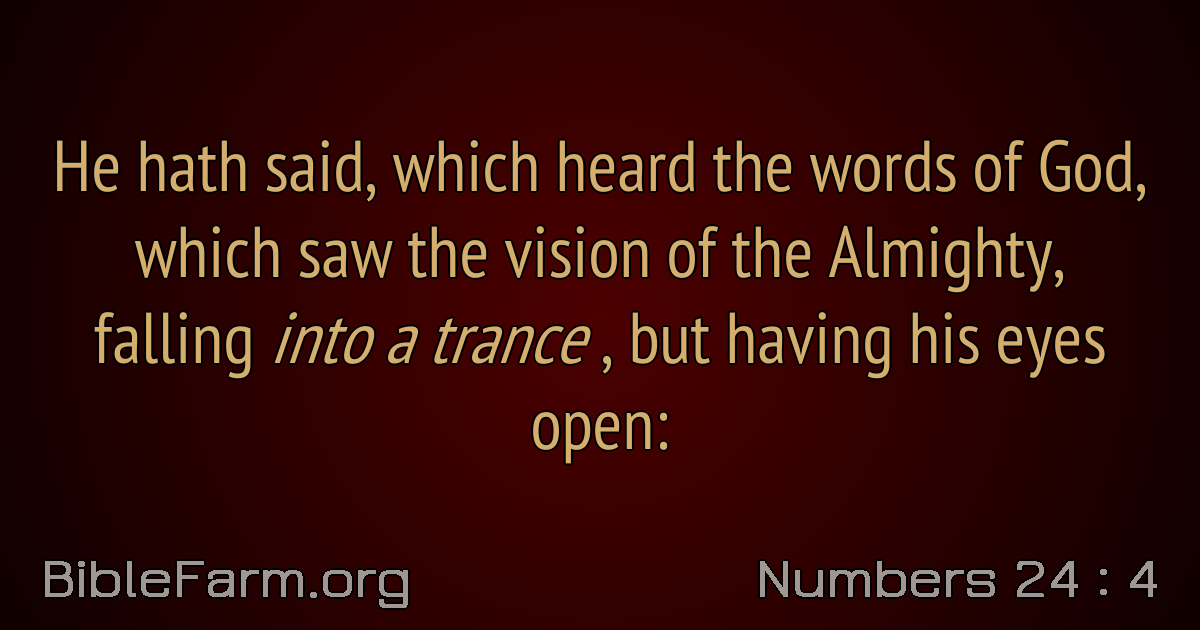 He hath said, which heard the words of God,
which saw the vision of the Almighty,
falling into a trance , but having his eyes
open:
BibleFarm.org
Numbers 24 : 4